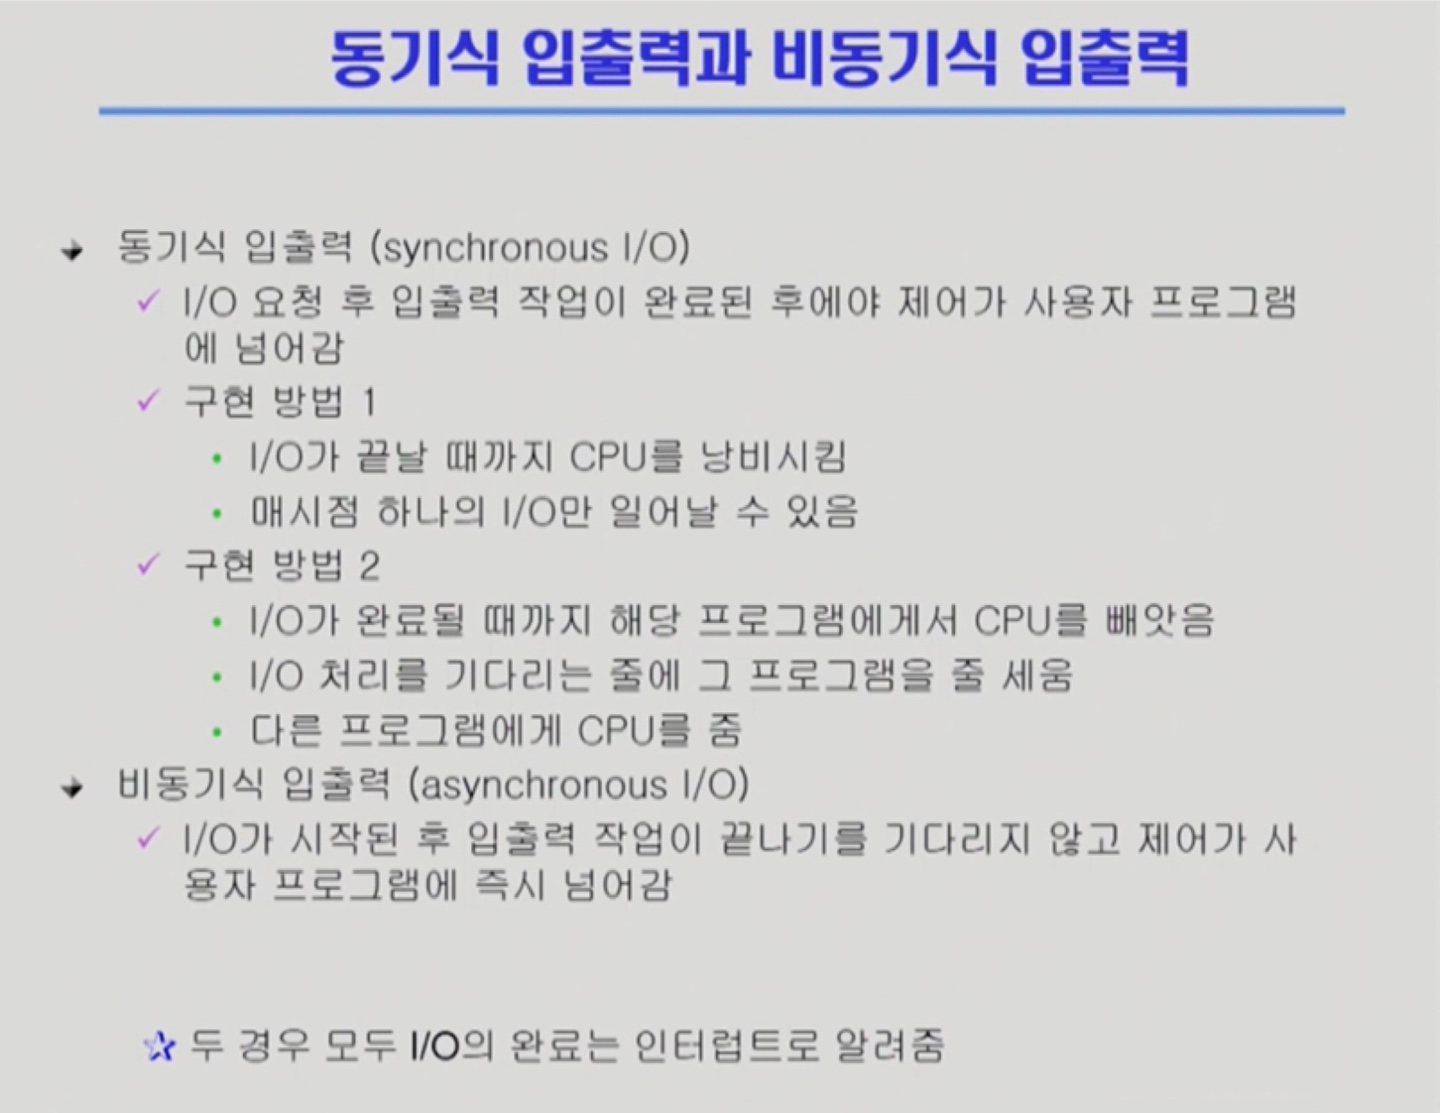 동기식 입출력과 비동기식 입출력
동기식 입출력 (synchronous I/O)
I/O 요청 후 입출력 작업이 완료된 후에야 제어가 사용자 프로그램
에 넘어감
구현 방법 1
I/O가 끝날 때까지 CPU를 낭비시킴
매시점 하나의 I/O만 일어날 수 있음
구현 방법 2
I/O가 완료될 때까지 해당 프로그램에게서 CPU를 빼앗음
I/O 처리를 기다리는 줄에 그 프로그램을 줄 세움
다른 프로그램에게 CPU를 줌
비동기식 입출력 (asynchronous I/O)
I/O가 시작된 후 입출력 작업이 끝나기를 기다리지 않고 제어가 사
용자 프로그램에 즉시 넘어감
두 경우 모두 I/O의 완료는 인터럽트로 알려줌